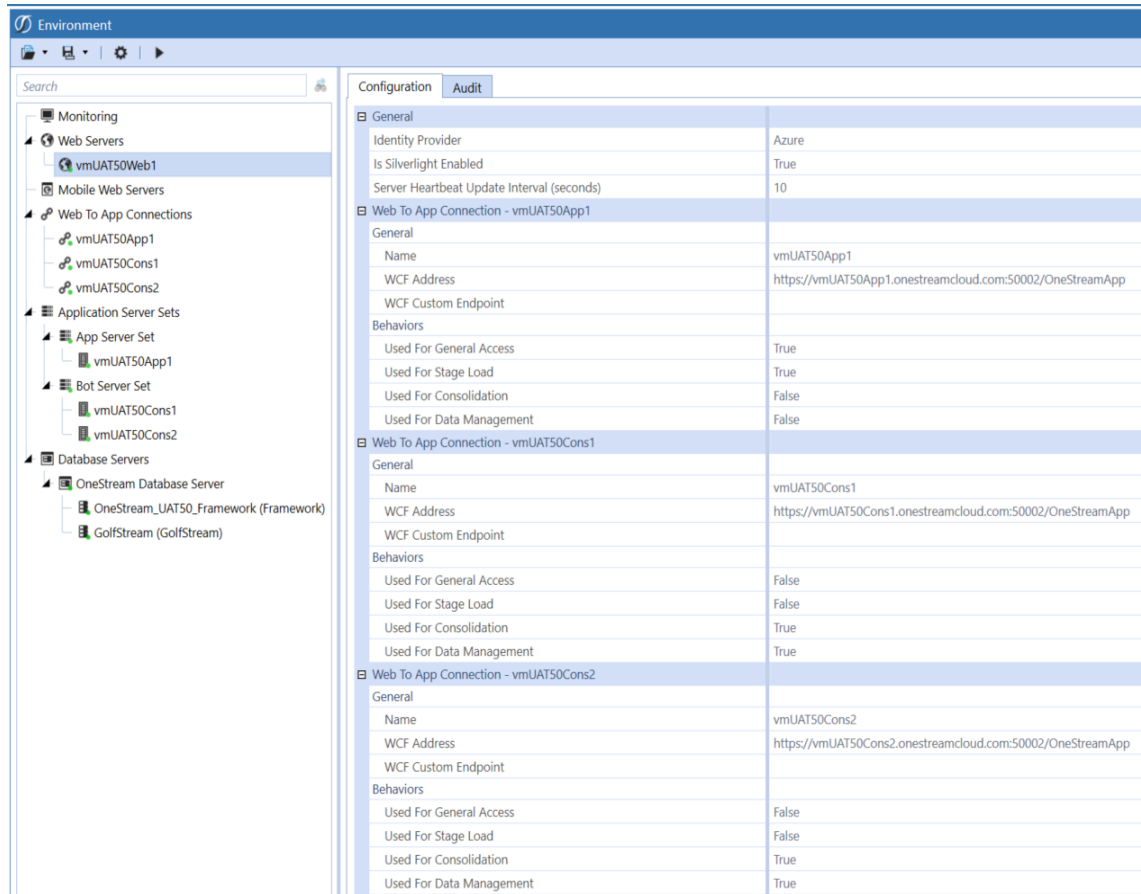 Environment
Search
Monitoring
Web Servers
vmUAT50Web1
Mobile Web Servers
Web To App Connections
vmUAT50App1
vmUAT50Cons1
vmUAT50Cons2
Application Server Sets
App Server Set
vmUAT50App1
Bot Server Set
vmUAT50Cons1
vmUAT50Cons2
Database Servers
OneStream Database Server
OneStream_UAT50_Framework (Framework)
GolfStream (GolfStream)
Configuration Audit
General
Identity Provider Azure
Is Silverlight Enabled True
Server Heartbeat Update Interval (seconds) 10
Web To App Connection - vmUAT50App1
General
Name vmUAT50App1
WCF Address https://vmUAT50App1.onestreamcloud.com:50002/OneStreamApp
WCF Custom Endpoint
Behaviors
Used For General Access True
Used For Stage Load True
Used For Consolidation False
Used For Data Management False
Web To App Connection - vmUAT50Cons1
General
Name vmUAT50Cons1
WCF Address https://vmUAT50Cons1.onestreamcloud.com:50002/OneStreamApp
WCF Custom Endpoint
Behaviors
Used For General Access False
Used For Stage Load False
Used For Consolidation True
Used For Data Management True
Web To App Connection - vmUAT50Cons2
General
Name vmUAT50Cons2
WCF Address https://vmUAT50Cons2.onestreamcloud.com:50002/OneStreamApp
WCF Custom Endpoint
Behaviors
Used For General Access False
Used For Stage Load False
Used For Consolidation True
Used For Data Management True